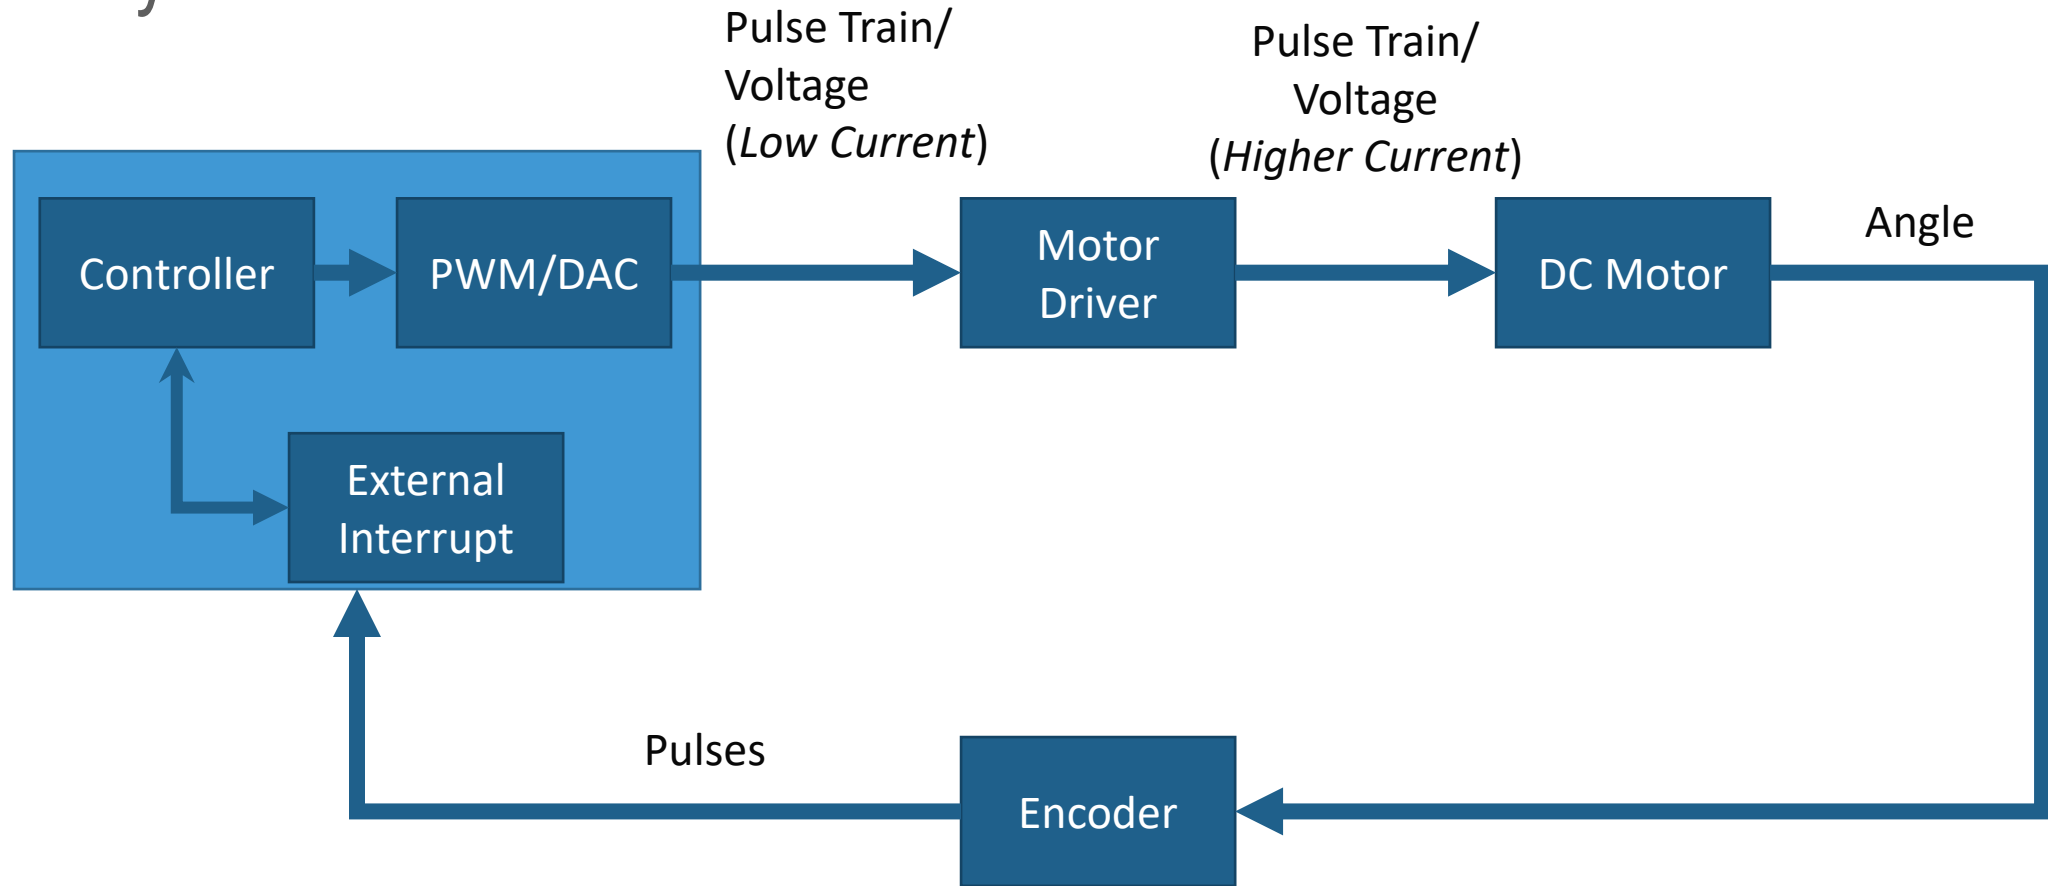 Pulse Train/
Voltage
(Low Current)
Pulse Train/
Voltage
(Higher Current)
Controller
PWM/DAC
Motor
Driver
DC Motor
Angle
External
Interrupt
Pulses
Encoder